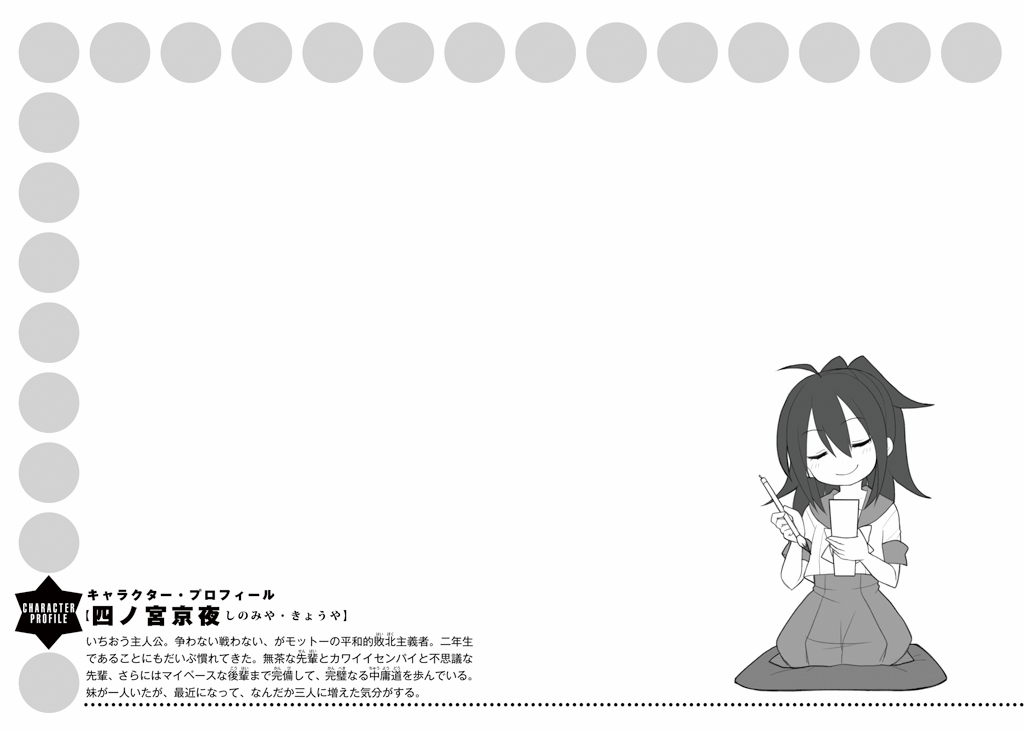 CHARACTER
PROFILE
キャラクター・プロフィール
【四ノ宮京夜 しのみや・きょうや】
いちおう主人公。争わない戦わない、がモットーの平和的敗北主義者。二年生
であることにもだいぶ慣れてきた。無茶な先輩とカワイイセンパイと不思議な
先輩、さらにはマイペースな後輩まで完備して、完璧なる中庸道を歩んでいる。
妹が一人いたが、最近になって、なんだか三人に増えた気分がする。